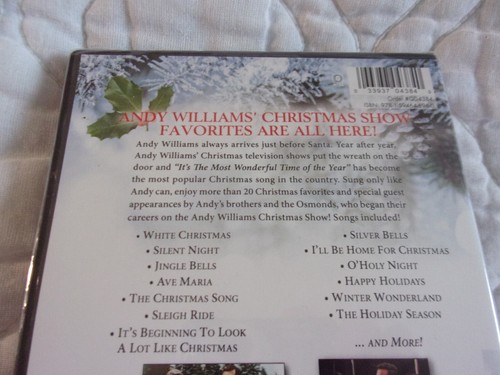 ANDY WILLIAMS' CHRISTMAS SHOW
FAVORITES ARE ALL HERE!
Andy Williams always arrives just before Santa. Year after year,
Andy Williams' Christmas television shows put the wreath on the
door and "It's The Most Wonderful Time of the Year" has become
the most popular Christmas song in the country. Sung only like
Andy can, enjoy more than 20 Christmas favorites and special guest
appearances by Andy's brothers and the Osmonds, who began their
careers on the Andy Williams Christmas Show! Songs included!
• WHITE CHRISTMAS
• SILENT NIGHT
• JINGLE BELLS
• AVE MARIA
• THE CHRISTMAS SONG
• SLEIGH RIDE
• IT'S BEGINNING TO LOOK
A LOT LIKE CHRISTMAS
• SILVER BELLS
• I'LL BE HOME FOR CHRISTMAS
• O'HOLY NIGHT
• HAPPY HOLIDAYS
• WINTER WONDERLAND
• THE HOLIDAY SEASON
... AND MORE!